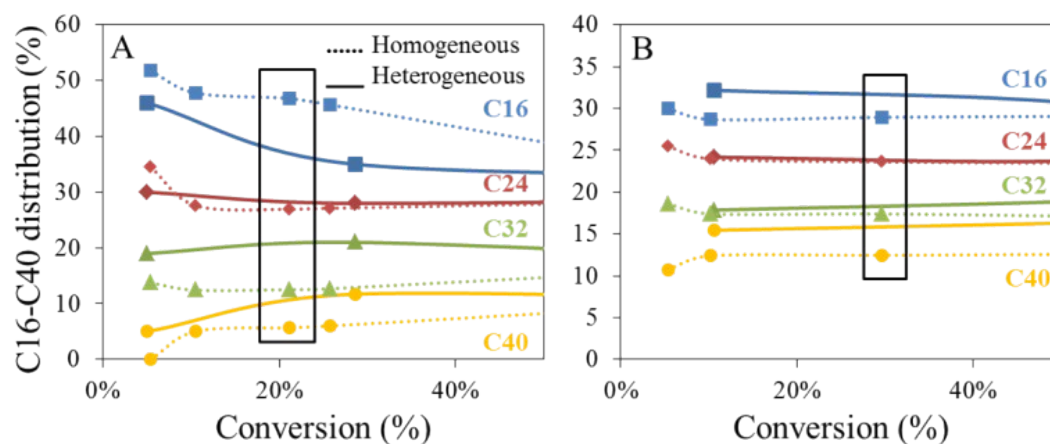 C16-C40 distribution (%)
60
50
40
30
20
10
0
A
Homogeneous
Heterogeneous
C16
C24
C32
C40
0%
20%
40%
Conversion (%)
40
35
30
25
20
15
10
5
0
B
C16
C24
C32
C40
0%
20%
40%
Conversion (%)